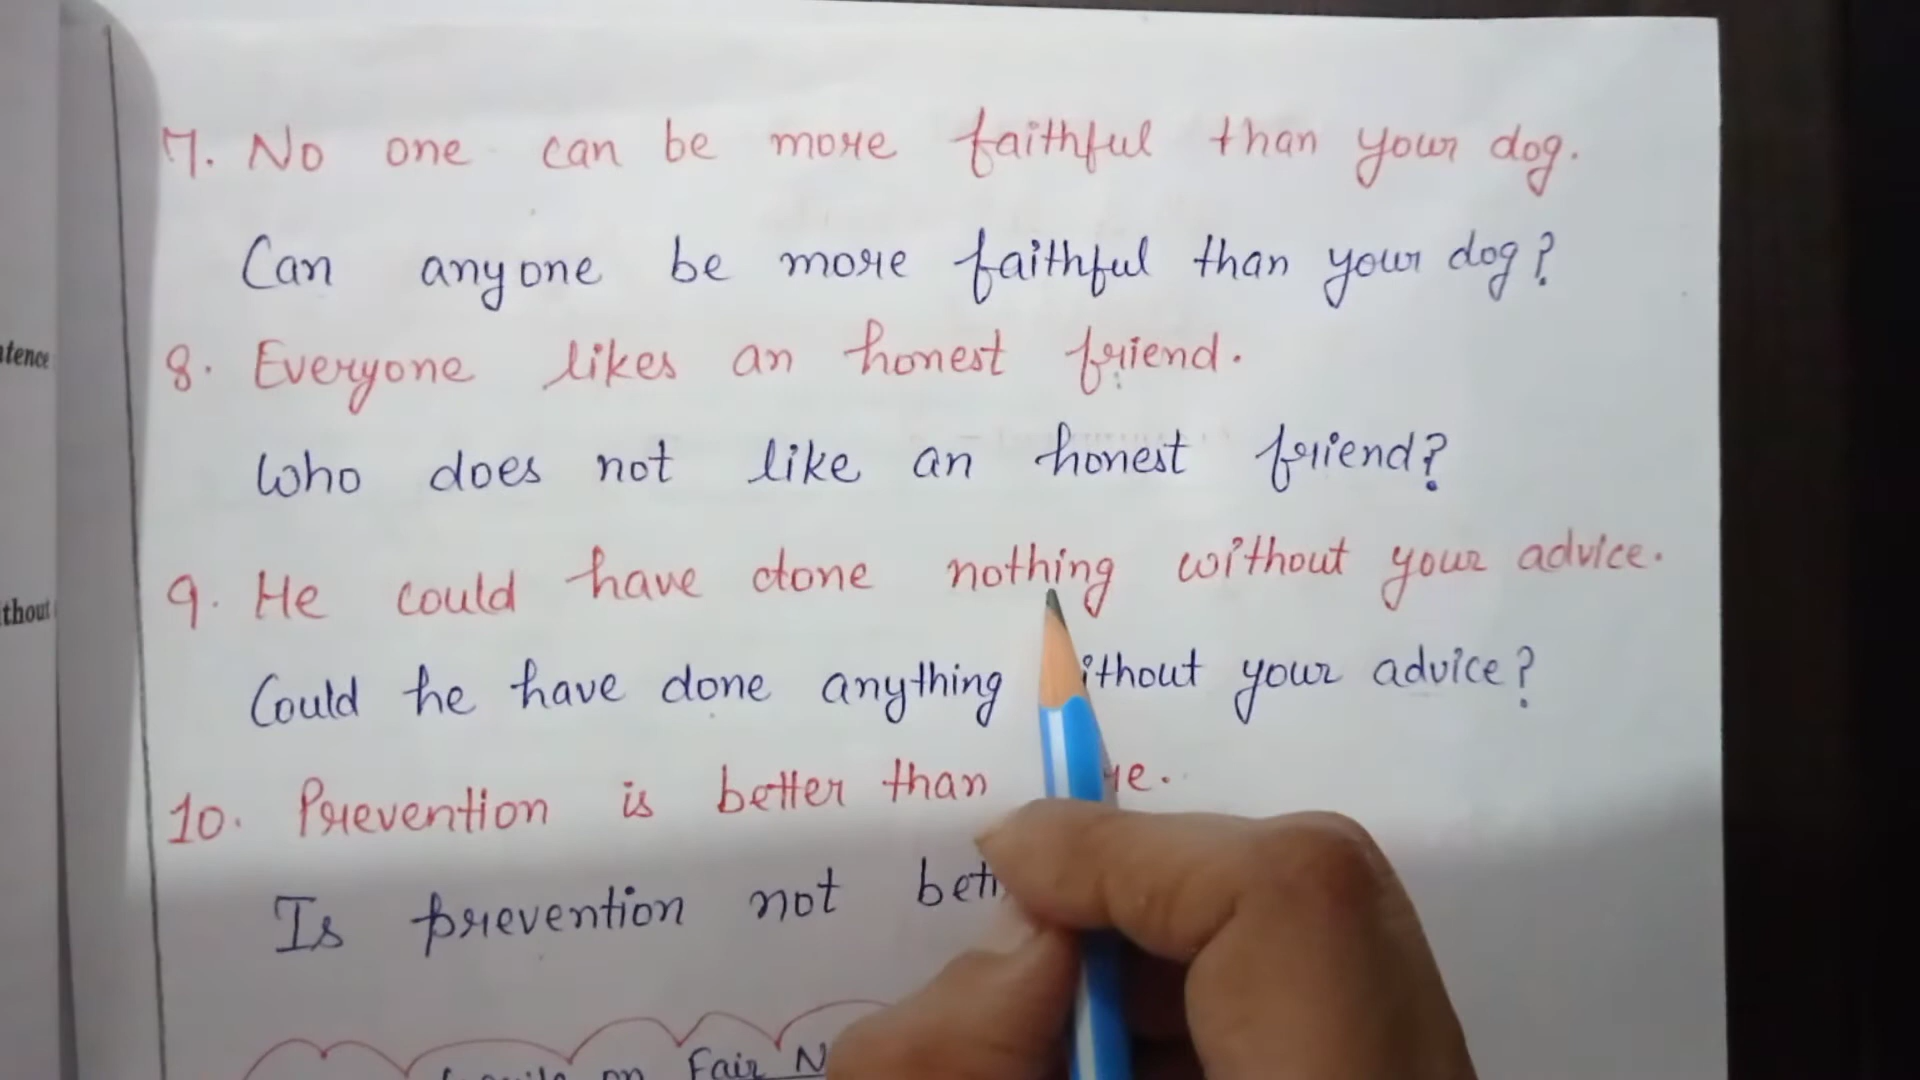 7. No one can be more faithful than your dog.
Can anyone be more faithful than your dog?
8. Everyone likes an honest friend.
Who does not like an honest friend?
9. He could have done nothing without your advice.
Could he have done anything without your advice?
10. Prevention is better than
Is prevention not
on Fair
tence
thout